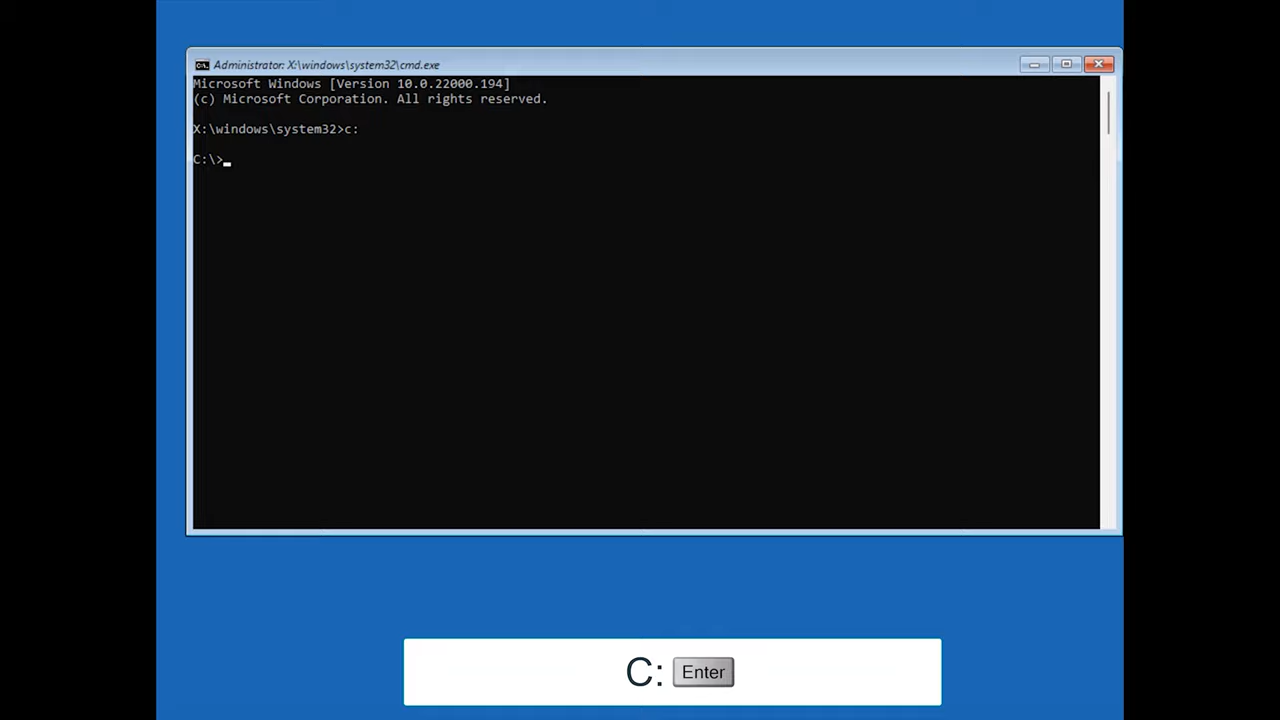 Administrator: X:\windows\system32\cmd.exe
Microsoft Windows [Version 10.0.22000.194]
(c) Microsoft Corporation. All rights reserved.
X:\windows\system32>c:
C:\>_
C: Enter